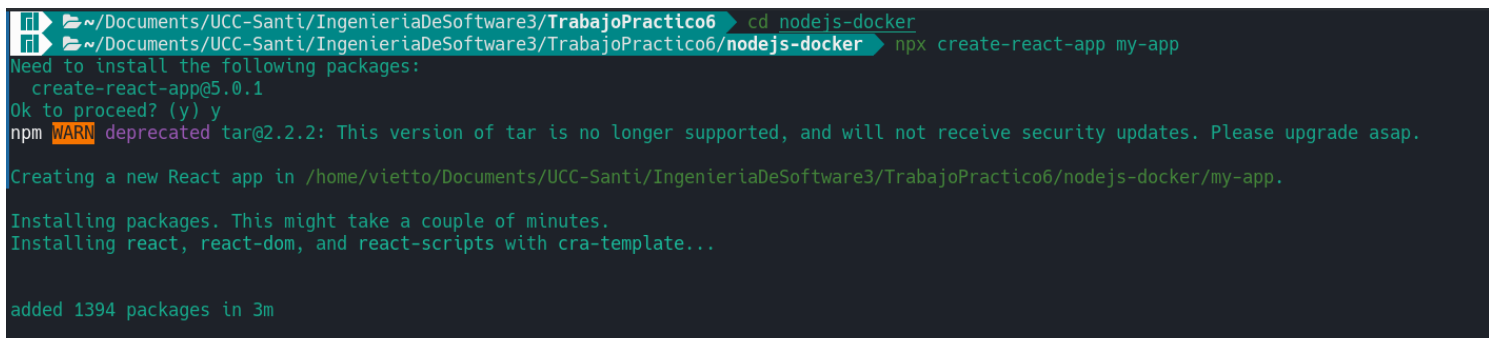 ~/Documents/UCC-Santi/IngenieriaDeSoftware3/TrabajoPractico6 cd nodejs-docker
~/Documents/UCC-Santi/IngenieriaDeSoftware3/TrabajoPractico6/nodejs-docker npx create-react-app my-app
Need to install the following packages:
create-react-app@5.0.1
Ok to proceed? (y) y
npm WARN deprecated tar@2.2.2: This version of tar is no longer supported, and will not receive security updates. Please upgrade asap.
Creating a new React app in /home/vietto/Documents/UCC-Santi/IngenieriaDeSoftware3/TrabajoPractico6/nodejs-docker/my-app.
Installing packages. This might take a couple of minutes.
Installing react, react-dom, and react-scripts with cra-template...
added 1394 packages in 3m